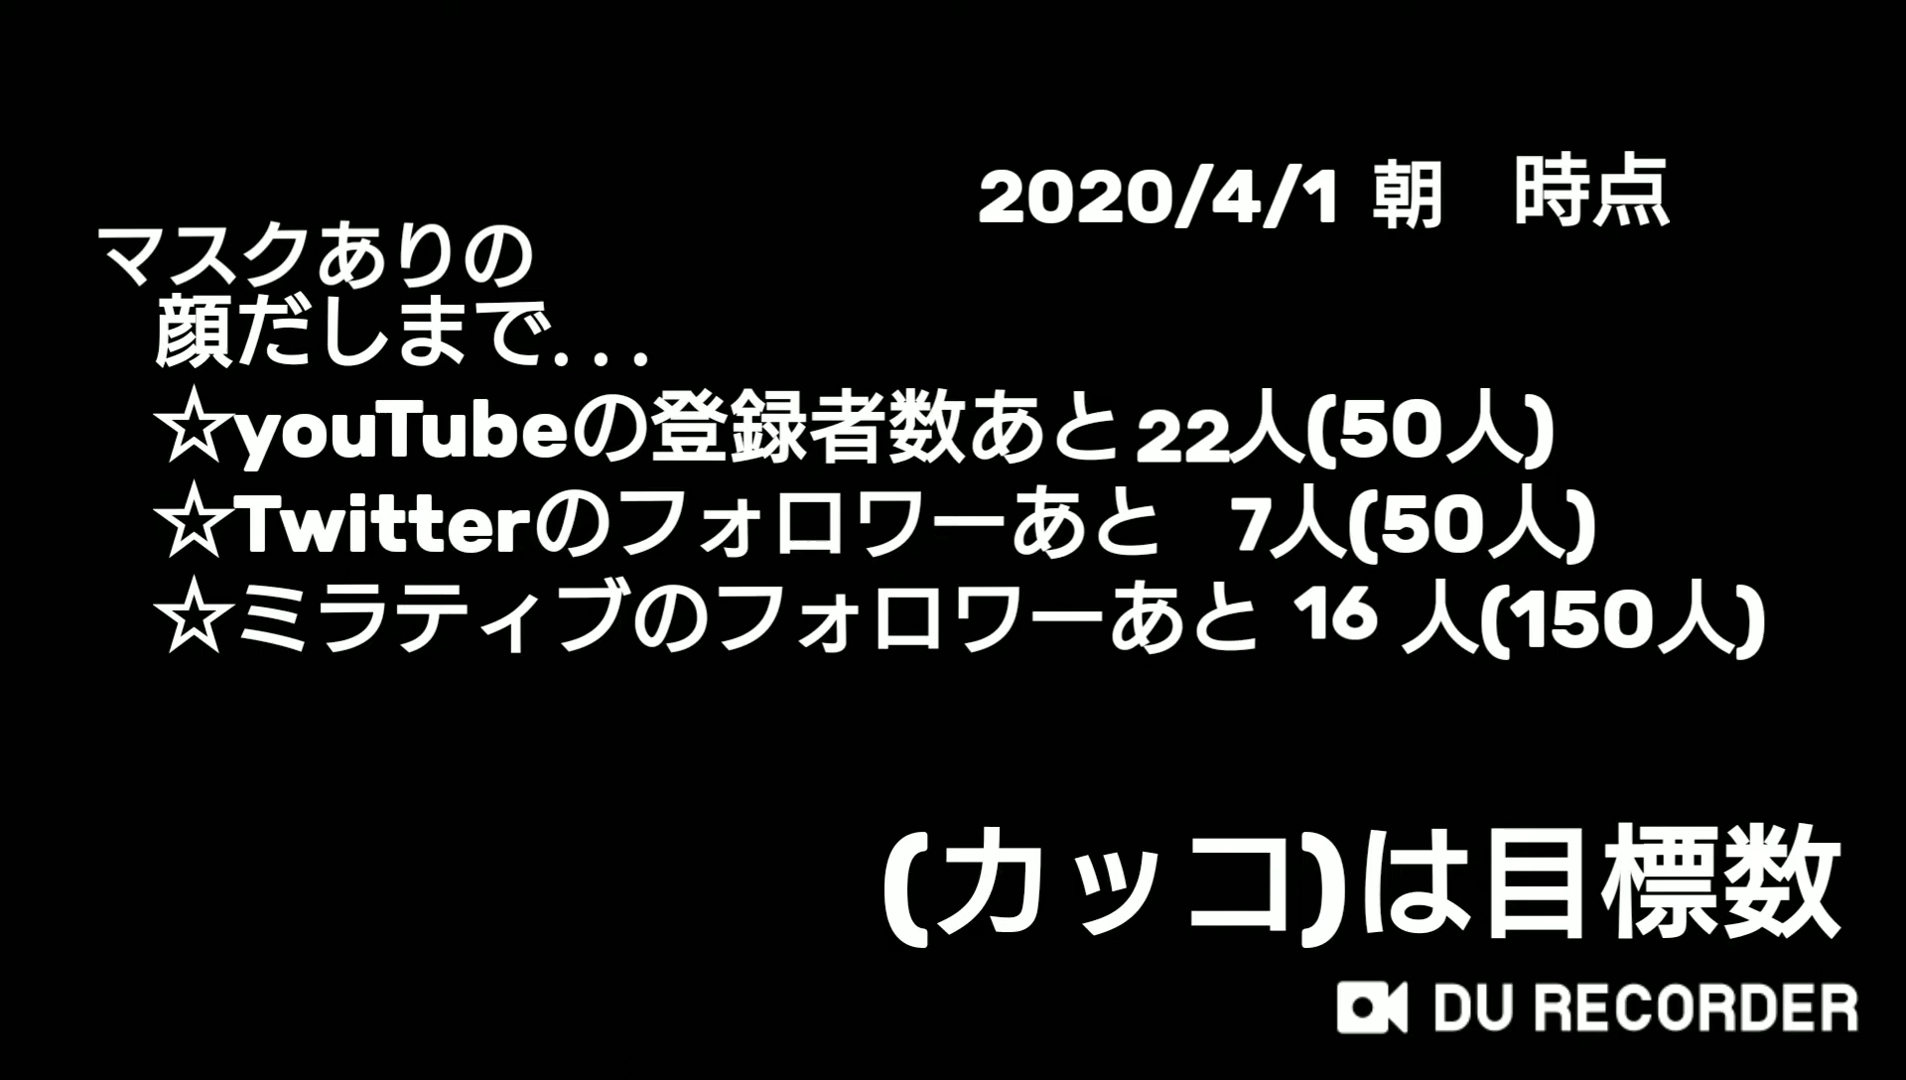 2020/4/1 朝　時点
マスクありの
顔だしまで...
☆youTubeの登録者数あと22人(50人)
☆Twitterのフォロワーあと　7人(50人)
☆ミラティブのフォロワーあと 16 人(150人)
(カッコ)は目標数
DU RECORDER